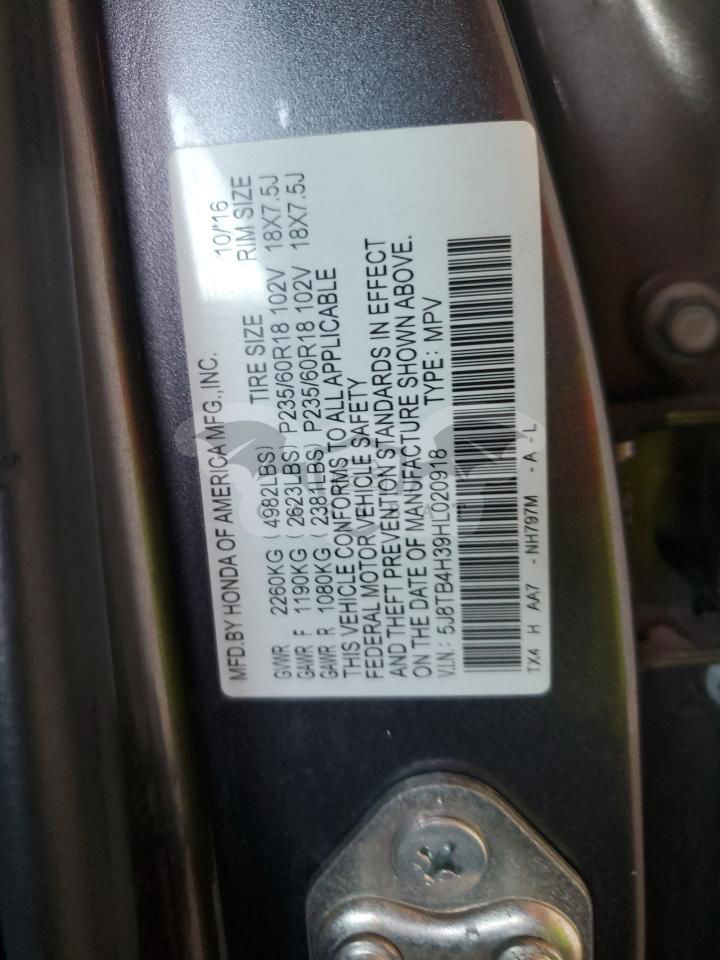 MFD.BY HONDA OF AMERICA MFG.,INC. 10/'16
TIRE SIZE RIM SIZE
GVWR 2260KG ( 4982LBS)
GAWR F 1190KG ( 2623LBS) P235/60R18 102V 18X7.5J
GAWR R 1080KG ( 2381LBS) P235/60R18 102V 18X7.5J
THIS VEHICLE CONFORMS TO ALL APPLICABLE
FEDERAL MOTOR VEHICLE SAFETY
AND THEFT PREVENTION STANDARDS IN EFFECT
ON THE DATE OF MANUFACTURE SHOWN ABOVE.
V.I.N.: 5J8TB4H39HL020918 TYPE: MPV
TX4 H AA7 - NH797M - A - L